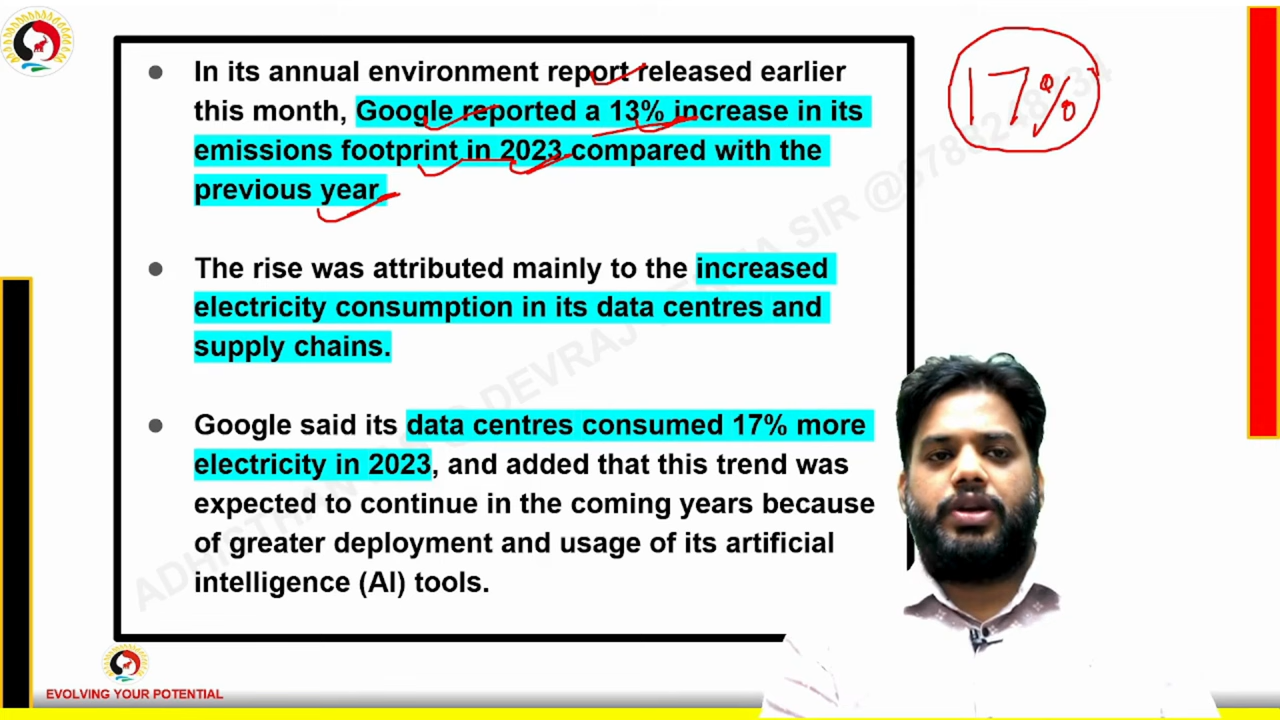 In its annual environment report released earlier
this month, Google reported a 13% increase in its
emissions footprint in 2023 compared with the
previous year
The rise was attributed mainly to the increased
electricity consumption in its data centres and
supply chains.
Google said its data centres consumed 17% more
electricity in 2023, and added that this trend was
expected to continue in the coming years because
of greater deployment and usage of its artificial
intelligence (AI) tools.
17%
EVOLVING YOUR POTENTIAL